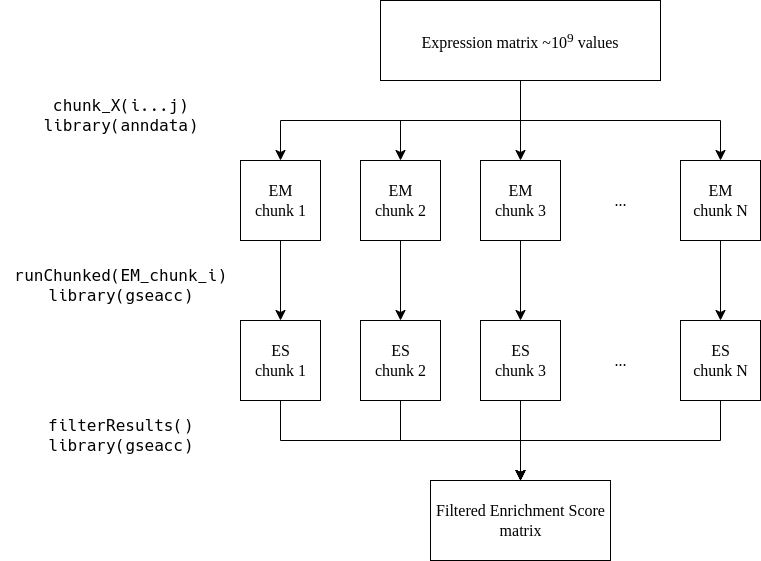 Expression matrix ~10⁹ values
chunk_X(i...j)
library(anndata)
EM
chunk 1
EM
chunk 2
EM
chunk 3
...
EM
chunk N
runChunked(EM_chunk_i)
library(gseacc)
ES
chunk 1
ES
chunk 2
ES
chunk 3
...
ES
chunk N
filterResults()
library(gseacc)
Filtered Enrichment Score
matrix